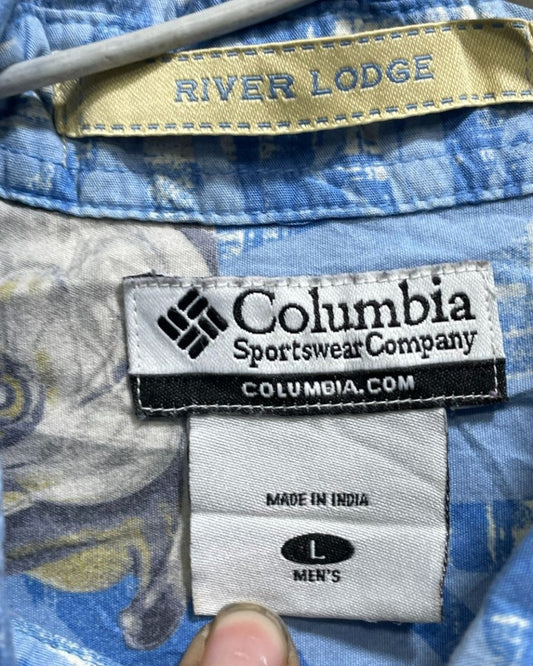 RIVER LODGE
Columbia
Sportswear Company
COLUMBIA.COM
MADE IN INDIA
L
MEN'S